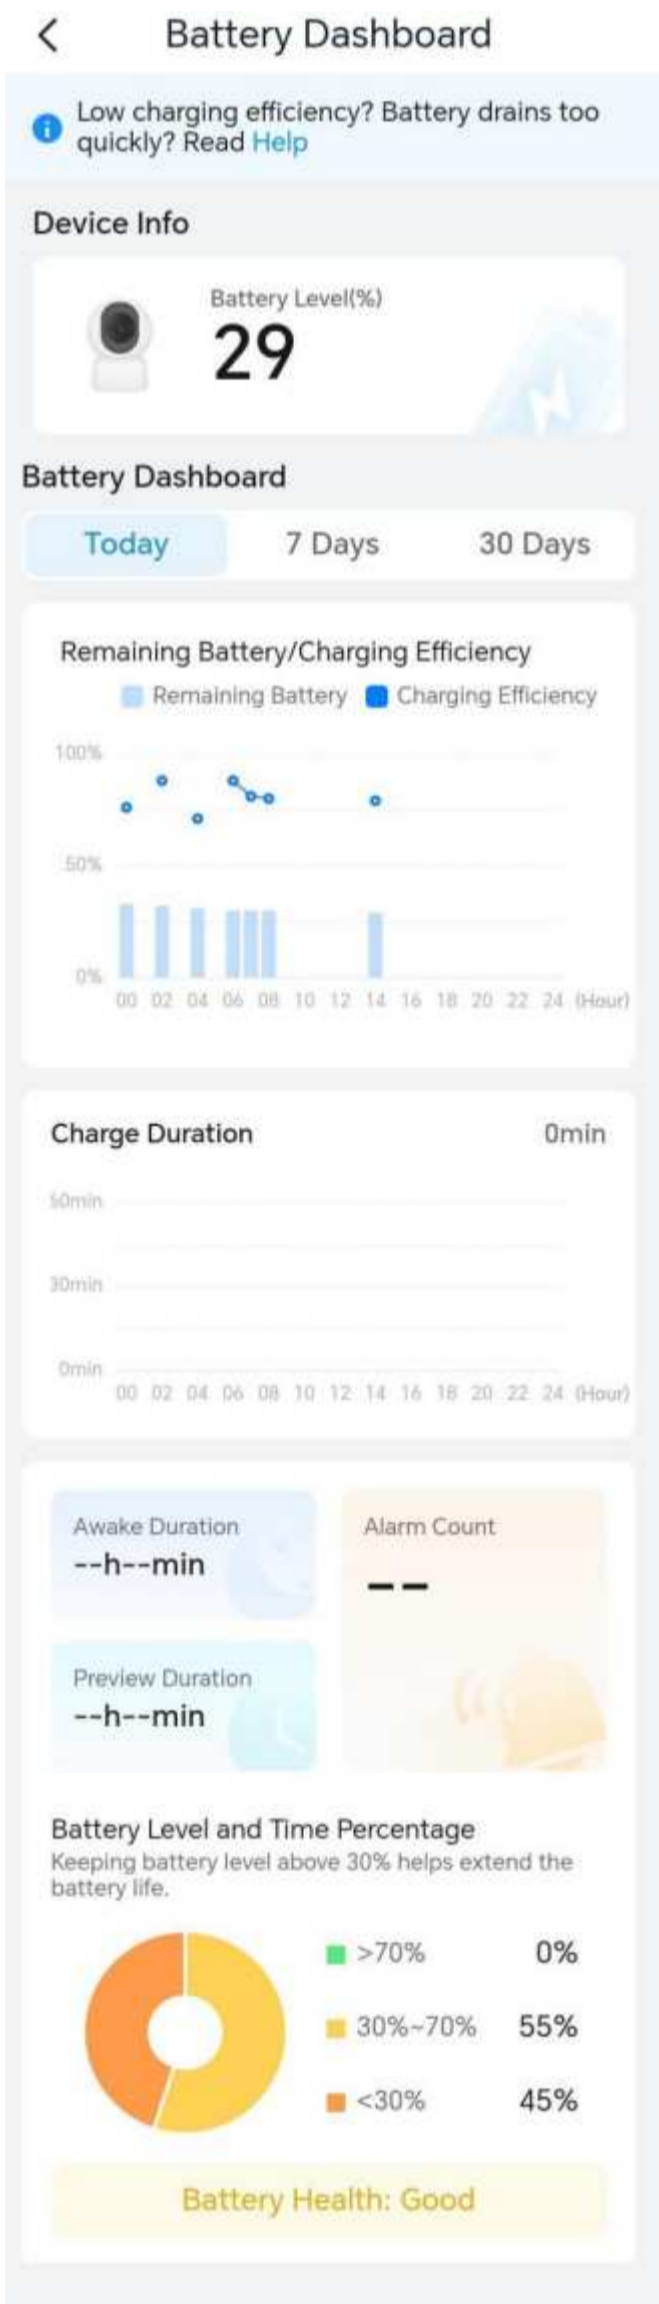 Battery Dashboard
Low charging efficiency? Battery drains too
quickly? Read Help
Device Info
Battery Level(%)
29
Battery Dashboard
Today 7 Days 30 Days
Remaining Battery/Charging Efficiency
Remaining Battery Charging Efficiency
100%
50%
0%
00 02 04 06 08 10 12 14 16 18 20 22 24 (Hour)
Charge Duration 0min
60min
30min
0min
00 02 04 06 08 10 12 14 16 18 20 22 24 (Hour)
Awake Duration
--h--min
Alarm Count
--
Preview Duration
--h--min
Battery Level and Time Percentage
Keeping battery level above 30% helps extend the
battery life.
>70% 0%
30%~70% 55%
<30% 45%
Battery Health: Good